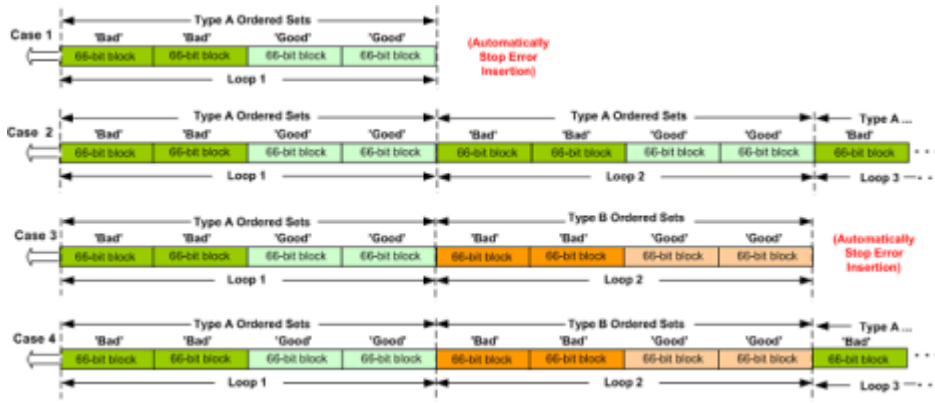 Type A Ordered Sets
Case 1 'Bad' 'Bad' 'Good' 'Good'
66-bit block 66-bit block 66-bit block 66-bit block
Loop 1
(Automatically
Stop Error
Insertion)
Type A Ordered Sets Type A Ordered Sets Type A ...
Case 2 'Bad' 'Bad' 'Good' 'Good' 'Bad' 'Bad' 'Good' 'Good' 'Bad'
66-bit block 66-bit block 66-bit block 66-bit block 66-bit block 66-bit block 66-bit block 66-bit block 66-bit block
Loop 1 Loop 2 Loop 3
Type A Ordered Sets Type B Ordered Sets
Case 3 'Bad' 'Bad' 'Good' 'Good' 'Bad' 'Bad' 'Good' 'Good'
66-bit block 66-bit block 66-bit block 66-bit block 66-bit block 66-bit block 66-bit block 66-bit block
Loop 1 Loop 2
(Automatically
Stop Error
Insertion)
Type A Ordered Sets Type B Ordered Sets Type A ...
Case 4 'Bad' 'Bad' 'Good' 'Good' 'Bad' 'Bad' 'Good' 'Good' 'Bad'
66-bit block 66-bit block 66-bit block 66-bit block 66-bit block 66-bit block 66-bit block 66-bit block 66-bit block
Loop 1 Loop 2 Loop 3